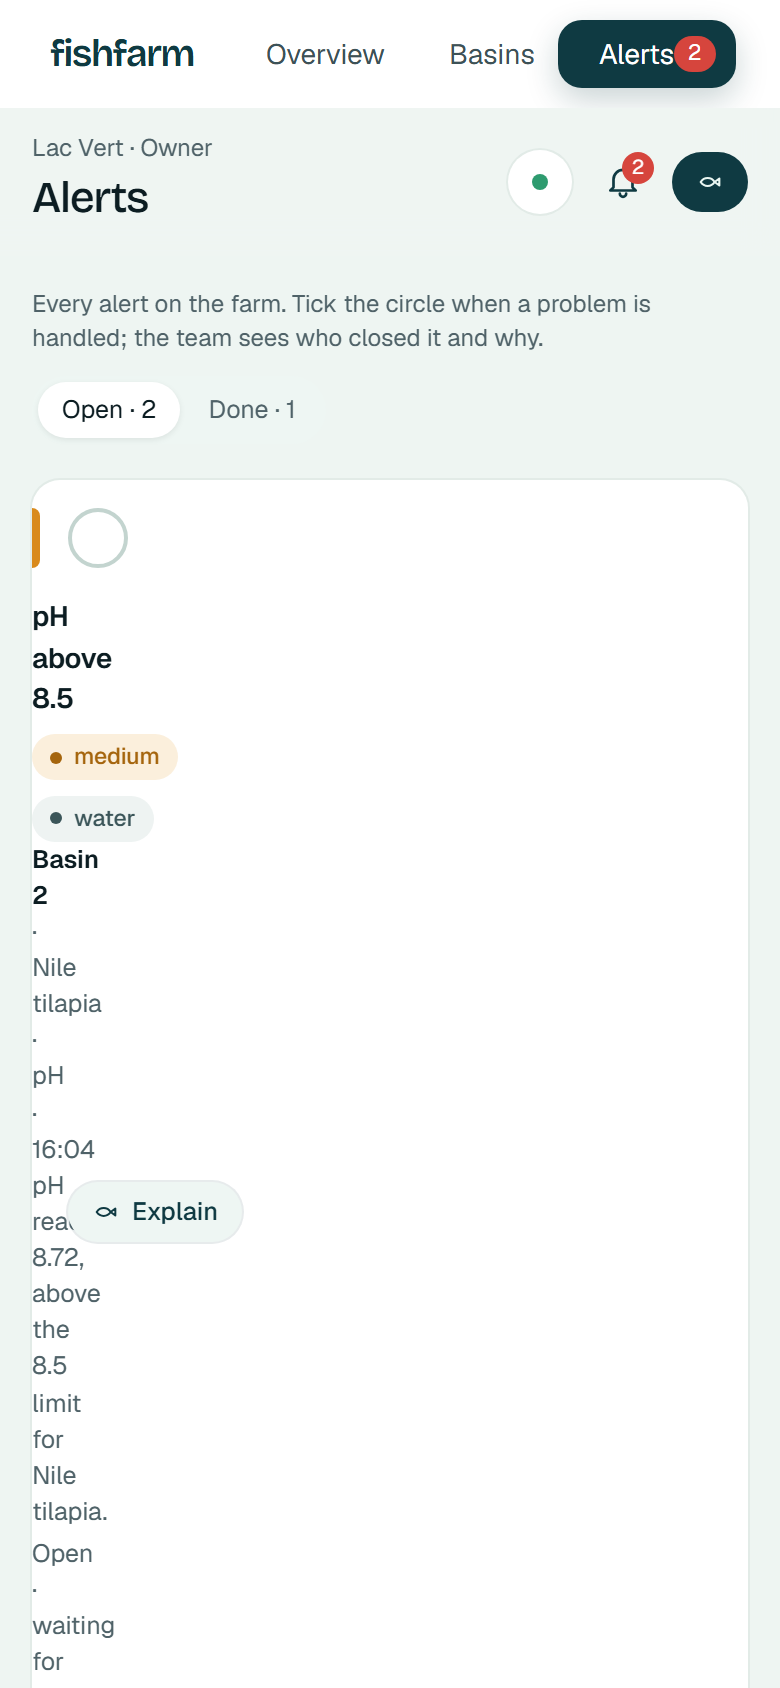 fishfarm Overview Basins Alerts 2
Lac Vert · Owner
Alerts
2
Every alert on the farm. Tick the circle when a problem is
handled; the team sees who closed it and why.
Open · 2 Done · 1
pH
above
8.5
medium
water
Basin
2
·
Nile
tilapia
·
pH
·
16:04
pH
Explain
8.72,
above
the
8.5
limit
for
Nile
tilapia.
Open
·
waiting
for